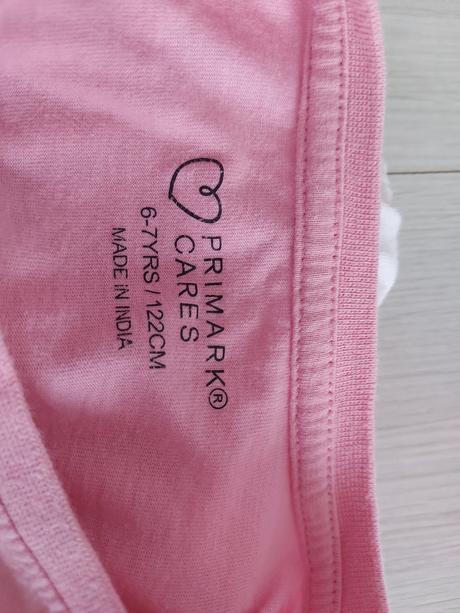 PRIMARK®
CARES
6-7YRS / 122CM
MADE iN INDIA